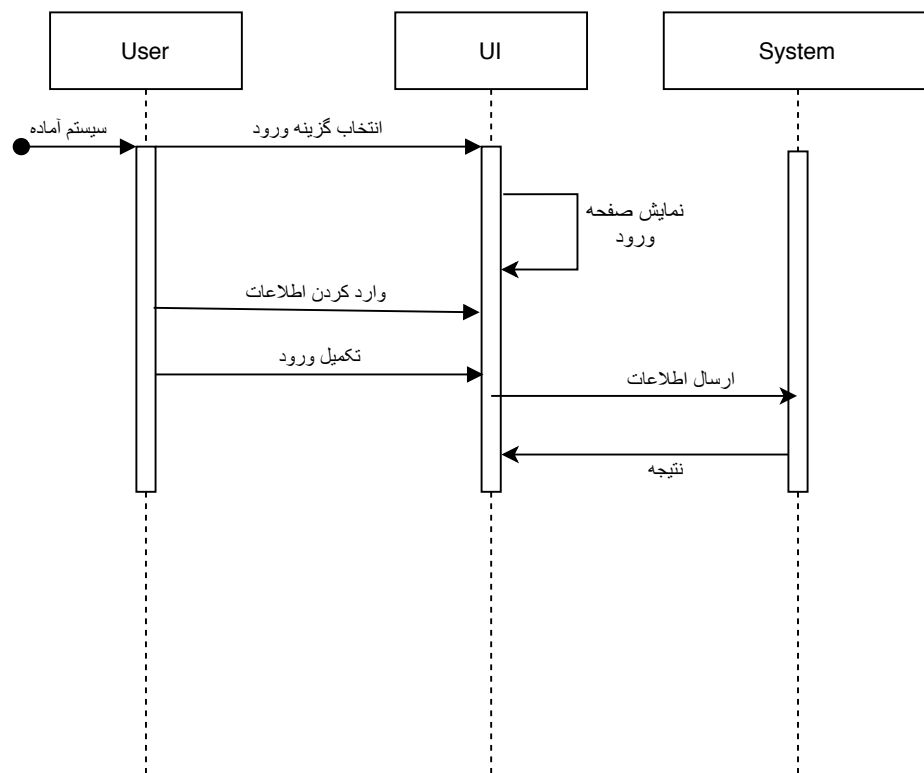 User
UI
System
سیستم آماده
انتخاب گزینه ورود
نمایش صفحه
ورود
وارد کردن اطلاعات
تکمیل ورود
ارسال اطلاعات
نتیجه